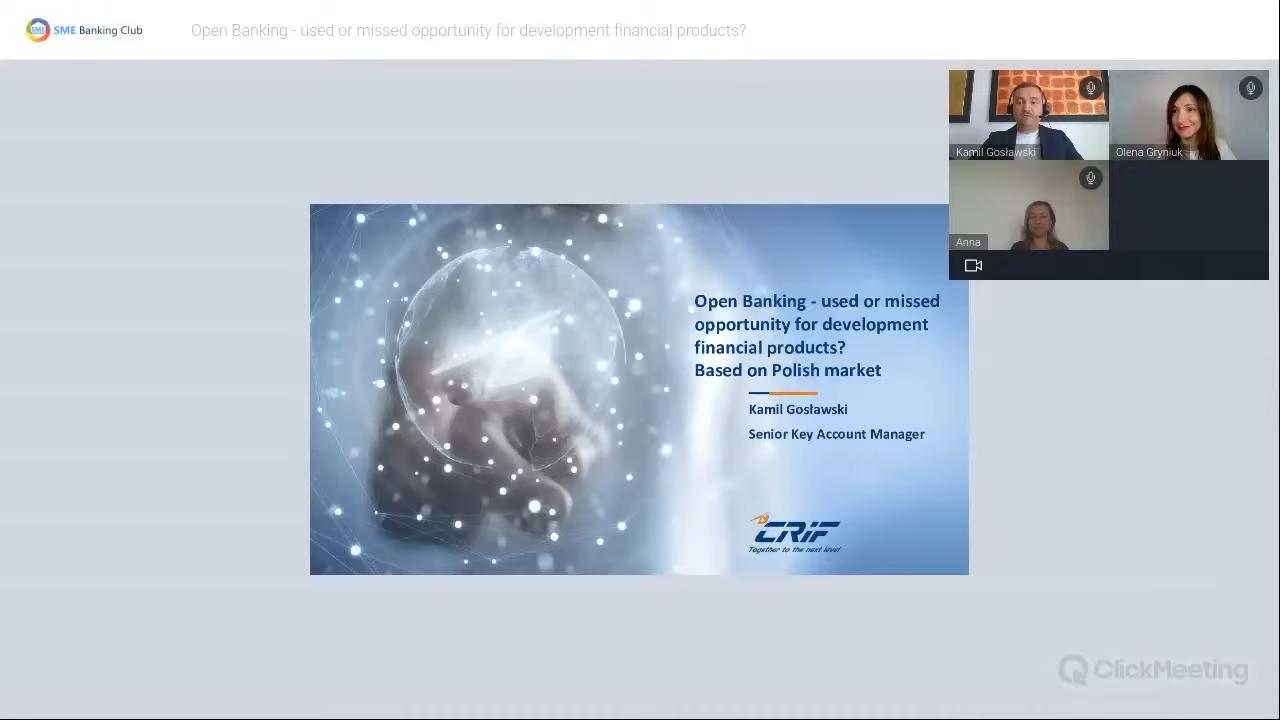 SME Banking Club
Open Banking - used or missed opportunity for development financial products?
Kamil Gosławski
Olena Gryniuk
Anna
Open Banking - used or missed
opportunity for development
financial products?
Based on Polish market
Kamil Gosławski
Senior Key Account Manager
CRIF
Together to the next level
ClickMeeting